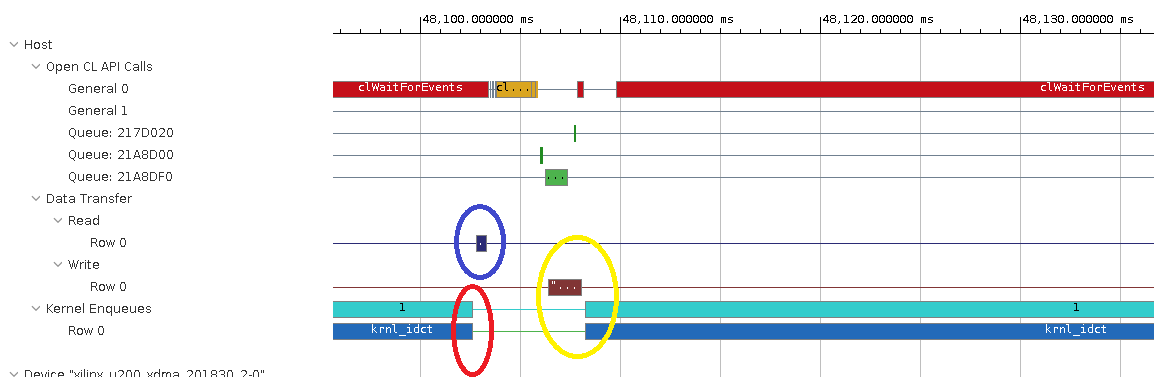 48,100.000000 ms 48,110.000000 ms 48,120.000000 ms 48,130.000000 ms
Host
Open CL API Calls
General 0 clWaitForEvents cl... clWaitForEvents
General 1
Queue: 217D020
Queue: 21A8D00
Queue: 21A8DF0 ...
Data Transfer
Read
Row 0 .
Write
Row 0 "...
Kernel Enqueues 1 1
Row 0 krnl_idct krnl_idct
Device "xilinx_u200_xdma_201830_2-0"